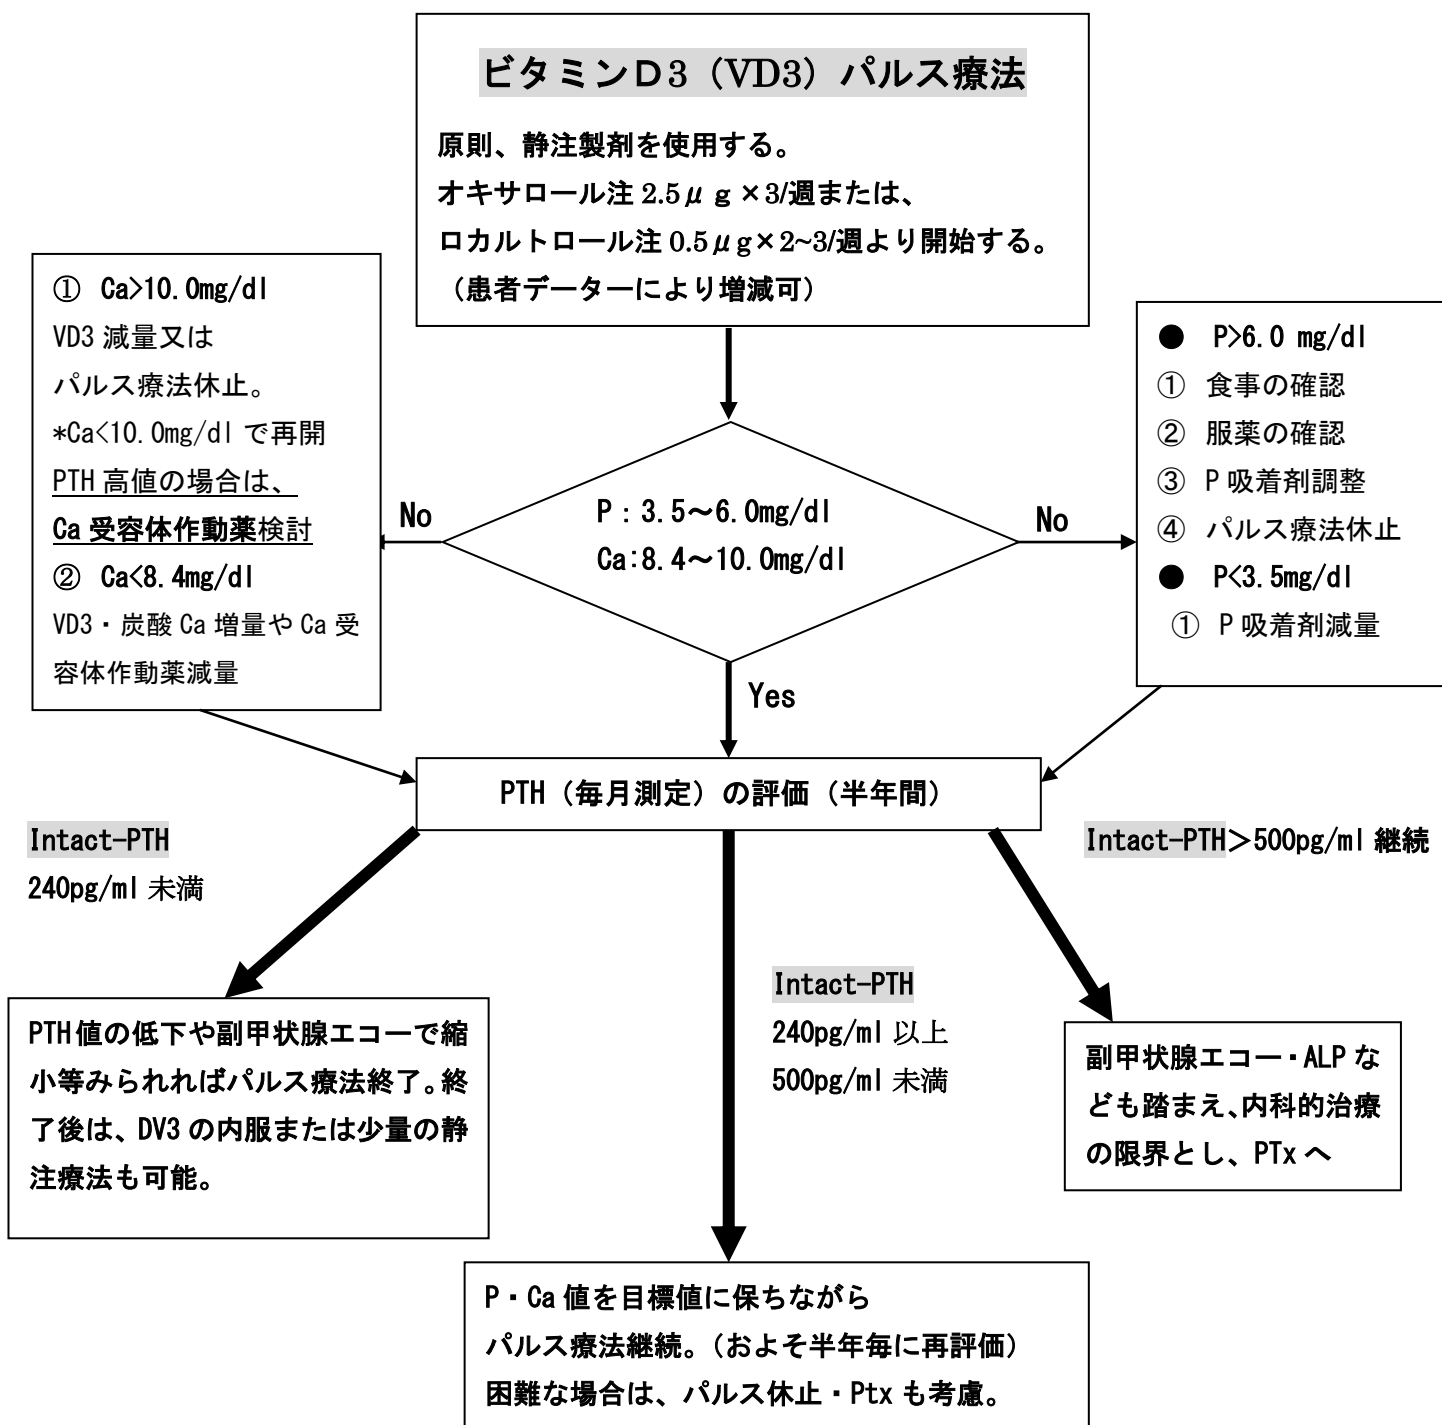 ビタミンD3（VD3）パルス療法
原則、静注製剤を使用する。
オキサロール注 2.5μg×3/週または、
ロカルトロール注 0.5μg×2~3/週より開始する。
（患者データーにより増減可）
① Ca>10.0mg/dl
VD3 減量又は
パルス療法休止。
*Ca<10.0mg/dl で再開
PTH 高値の場合は、
Ca 受容体作動薬検討
② Ca<8.4mg/dl
VD3・炭酸 Ca 増量や Ca 受
容体作動薬減量
No
P：3.5～6.0mg/dl
Ca：8.4～10.0mg/dl
No
● P>6.0 mg/dl
① 食事の確認
② 服薬の確認
③ P 吸着剤調整
④ パルス療法休止
● P<3.5mg/dl
① P 吸着剤減量
Yes
PTH（毎月測定）の評価（半年間）
Intact-PTH
240pg/ml 未満
Intact-PTH
240pg/ml 以上
500pg/ml 未満
Intact-PTH＞500pg/ml 継続
PTH 値の低下や副甲状腺エコーで縮
小等みられればパルス療法終了。終
了後は、DV3 の内服または少量の静
注療法も可能。
副甲状腺エコー・ALP な
ども踏まえ、内科的治療
の限界とし、PTx へ
P・Ca 値を目標値に保ちながら
パルス療法継続。（およそ半年毎に再評価）
困難な場合は、パルス休止・Ptx も考慮。